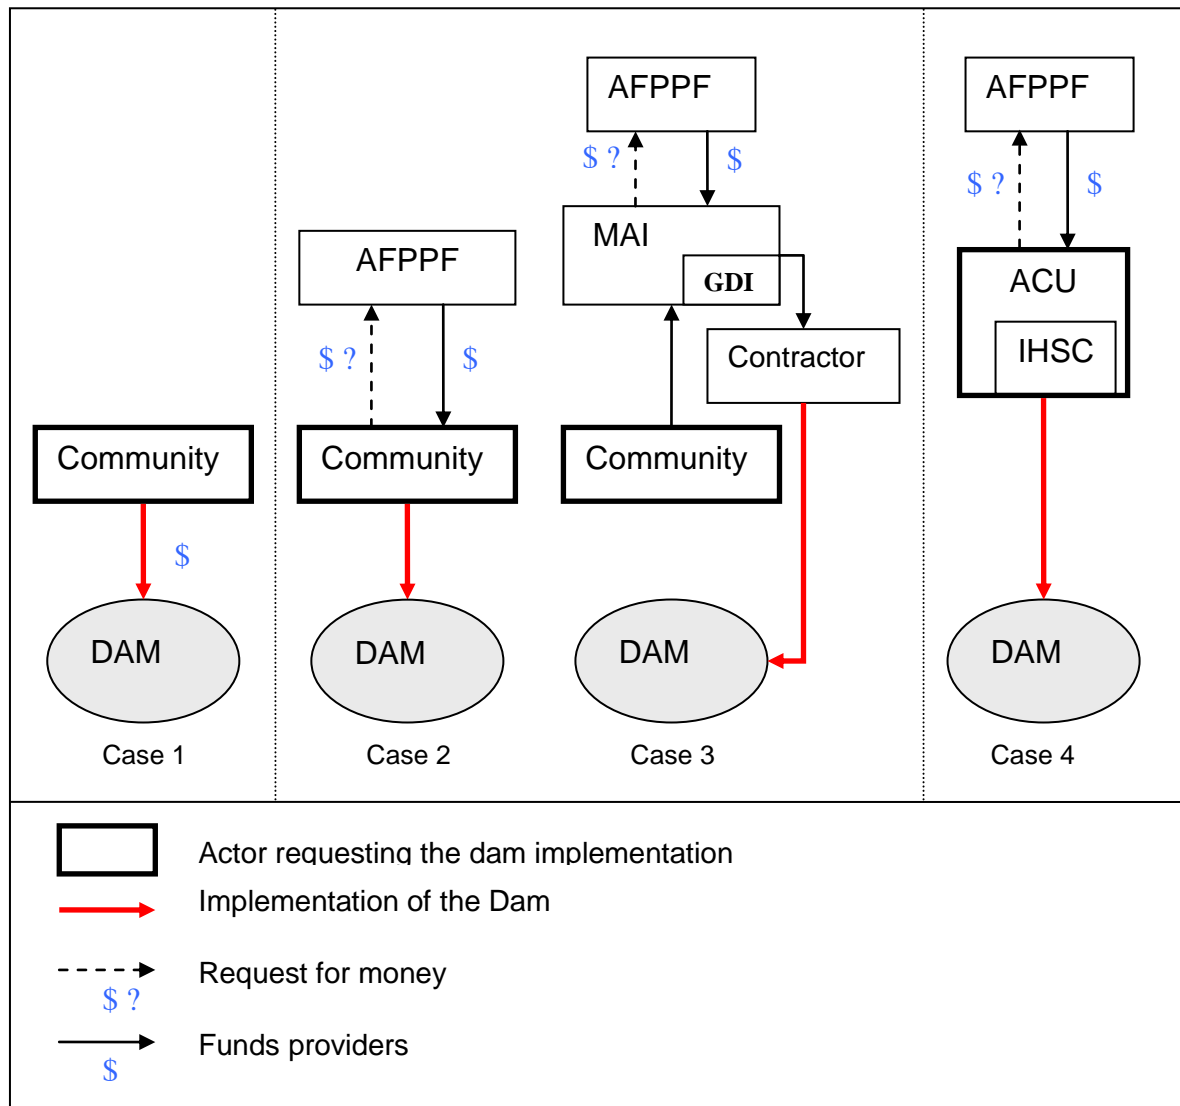 AFPPF
AFPPF
$ ?
$
$ ?
$
MAI
GDI
AFPPF
ACU
$ ?
$
Contractor
IHSC
Community
Community
Community
$
DAM
DAM
DAM
DAM
Case 1
Case 2
Case 3
Case 4
Actor requesting the dam implementation
Implementation of the Dam
Request for money
$ ?
Funds providers
$